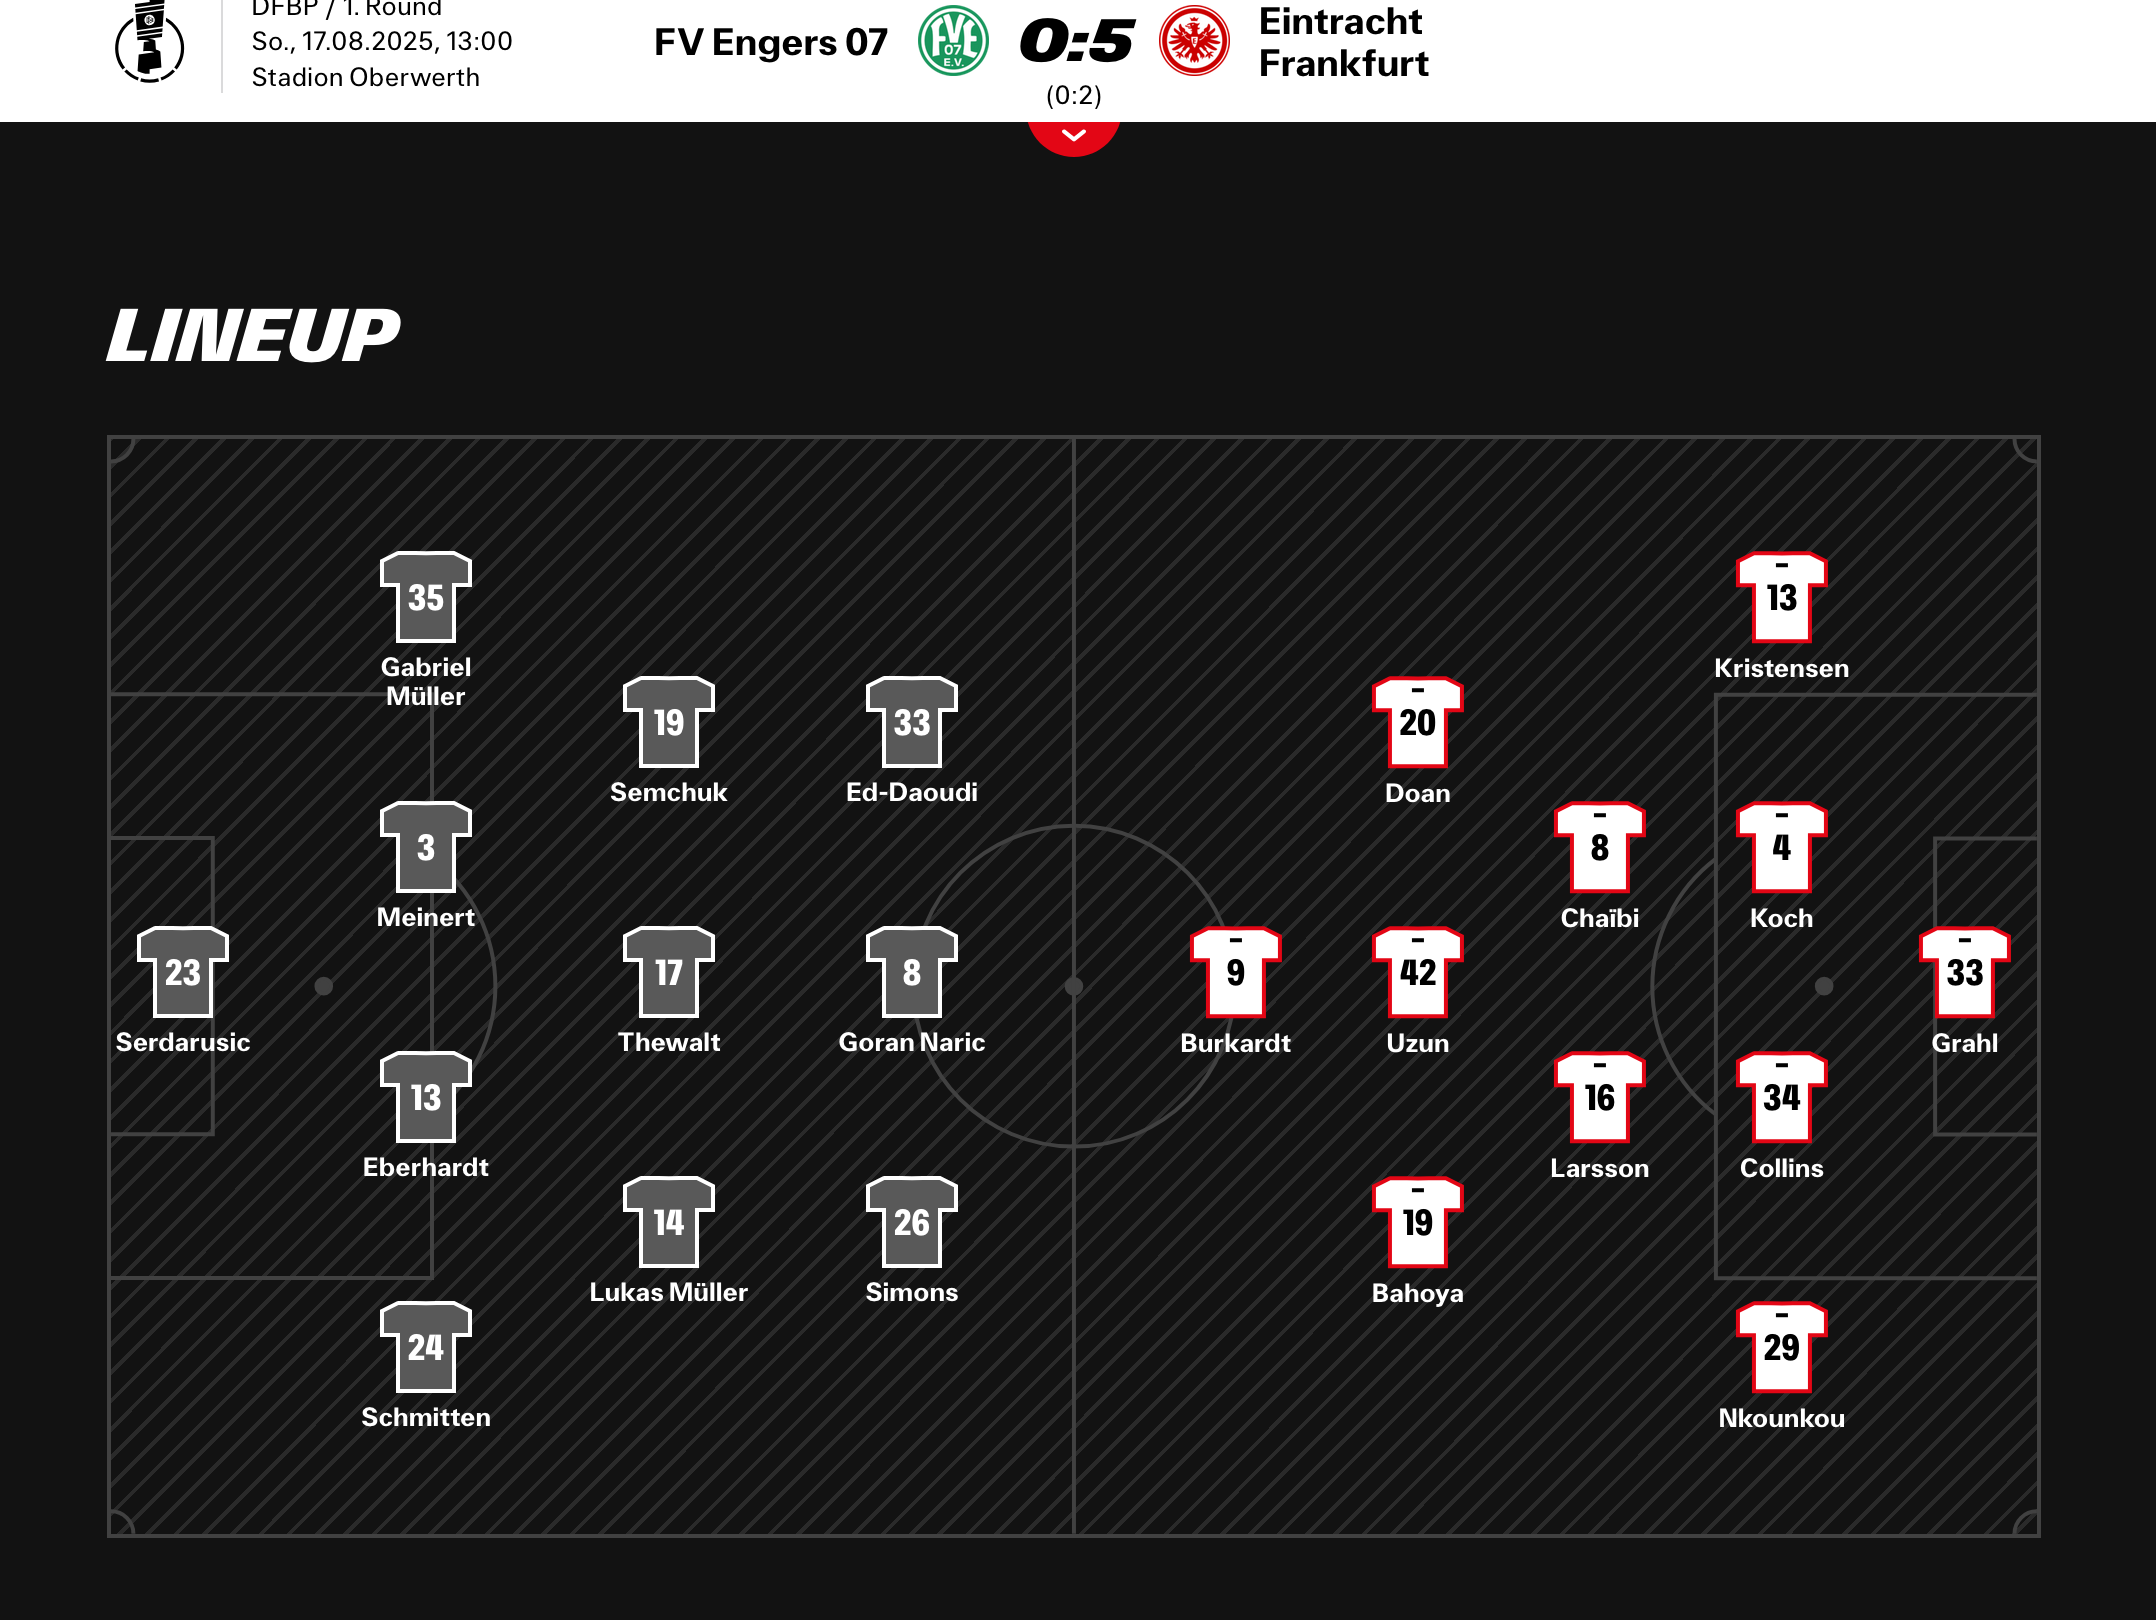 DFBP / 1. Round
So., 17.08.2025, 13:00
Stadion Oberwerth
FV Engers 07
FVE
07
E.V.
0:5
(0:2)
Eintracht
Frankfurt
LINEUP
35
Gabriel
Müller
19
Semchuk
33
Ed-Daoudi
3
Meinert
23
Serdarusic
17
Thewalt
8
Goran Naric
13
Eberhardt
14
Lukas Müller
26
Simons
24
Schmitten
13
Kristensen
20
Doan
8
Chaïbi
4
Koch
9
Burkardt
42
Uzun
33
Grahl
16
Larsson
34
Collins
19
Bahoya
29
Nkounkou